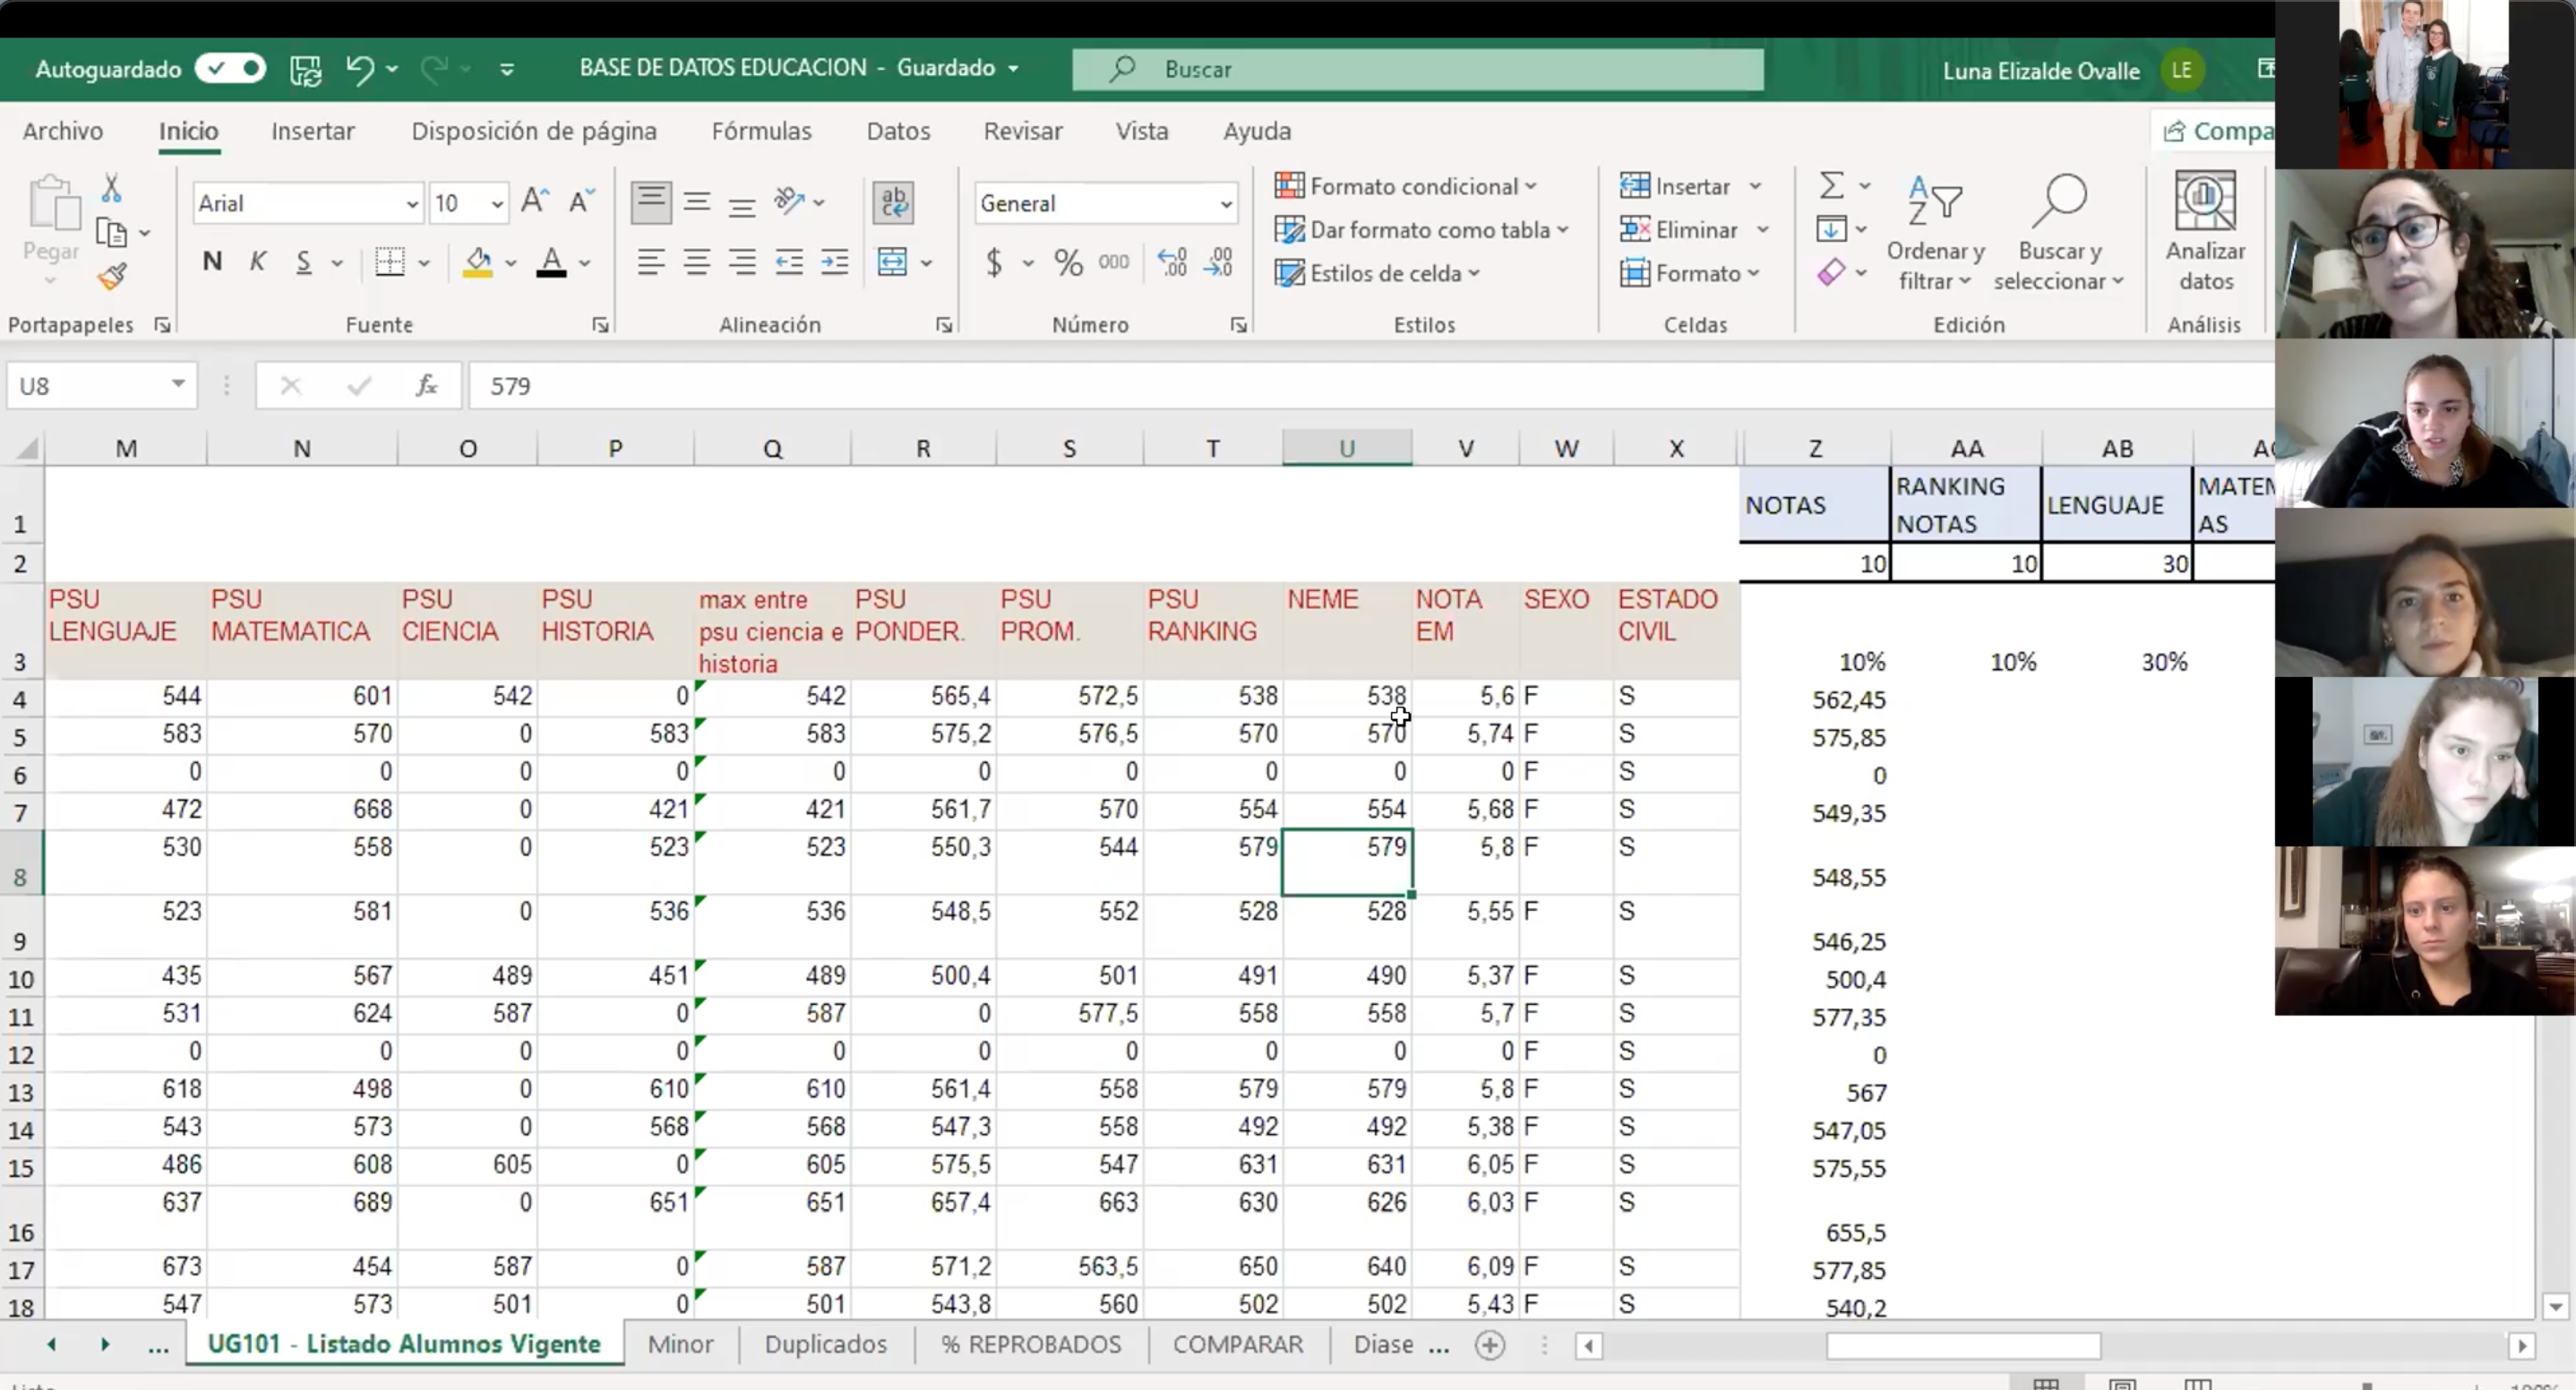 Autoguardado
BASE DE DATOS EDUCACION - Guardado
Buscar
Luna Elizalde Ovalle LE
Archivo Inicio Insertar Disposición de página Fórmulas Datos Revisar Vista Ayuda
Pegar
Arial 10
N K S
General
$ % 000
Formato condicional
Dar formato como tabla
Estilos de celda
Insertar
Eliminar
Formato
Ordenar y filtrar
Buscar y seleccionar
Analizar datos
Portapapeles Fuente Alineación Número Estilos Celdas Edición Análisis
U8 fx 579
M N O P Q R S T U V W X Z AA AB
1 NOTAS RANKING NOTAS LENGUAJE
2 10 10 30
3 PSU LENGUAJE PSU MATEMATICA PSU CIENCIA PSU HISTORIA max entre psu ciencia e historia PSU PONDER. PSU PROM. PSU RANKING NEME NOTA EM SEXO ESTADO CIVIL 10% 10% 30%
4 544 601 542 0 542 565,4 572,5 538 538 5,6 F S 562,45
5 583 570 0 583 583 575,2 576,5 570 570 5,74 F S 575,85
6 0 0 0 0 0 0 0 0 0 0 F S 0
7 472 668 0 421 421 561,7 570 554 554 5,68 F S 549,35
8 530 558 0 523 523 550,3 544 579 579 5,8 F S 548,55
9 523 581 0 536 536 548,5 552 528 528 5,55 F S 546,25
10 435 567 489 451 489 500,4 501 491 490 5,37 F S 500,4
11 531 624 587 0 587 0 577,5 558 558 5,7 F S 577,35
12 0 0 0 0 0 0 0 0 0 0 F S 0
13 618 498 0 610 610 561,4 558 579 579 5,8 F S 567
14 543 573 0 568 568 547,3 558 492 492 5,38 F S 547,05
15 486 608 605 0 605 575,5 547 631 631 6,05 F S 575,55
16 637 689 0 651 651 657,4 663 630 626 6,03 F S 655,5
17 673 454 587 0 587 571,2 563,5 650 640 6,09 F S 577,85
18 547 573 501 0 501 543,8 560 502 502 5,43 F S 540,2
... UG101 - Listado Alumnos Vigente Minor Duplicados % REPROBADOS COMPARAR Diase ...